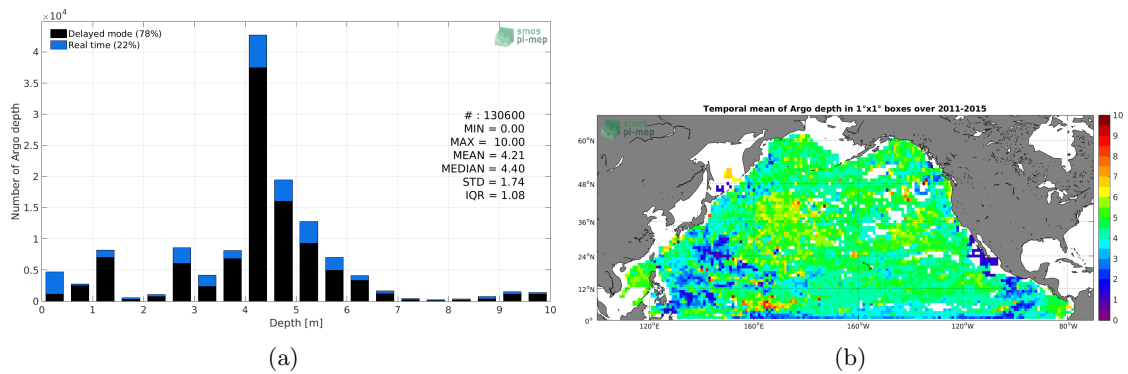 ×10⁴
Delayed mode (78%)
Real time (22%)
smos
pi-mep
4
3.5
3
2.5
2
1.5
1
0.5
0
Number of Argo depth
# : 130600
MIN = 0.00
MAX = 10.00
MEAN = 4.21
MEDIAN = 4.40
STD = 1.74
IQR = 1.08
0 1 2 3 4 5 6 7 8 9 10
Depth [m]
(a)
Temporal mean of Argo depth in 1°x1° boxes over 2011-2015
smos
pi-mep
60°N
48°N
36°N
24°N
12°N
0°
120°E 160°E 160°W 120°W 80°W
10
9
8
7
6
5
4
3
2
1
0
(b)